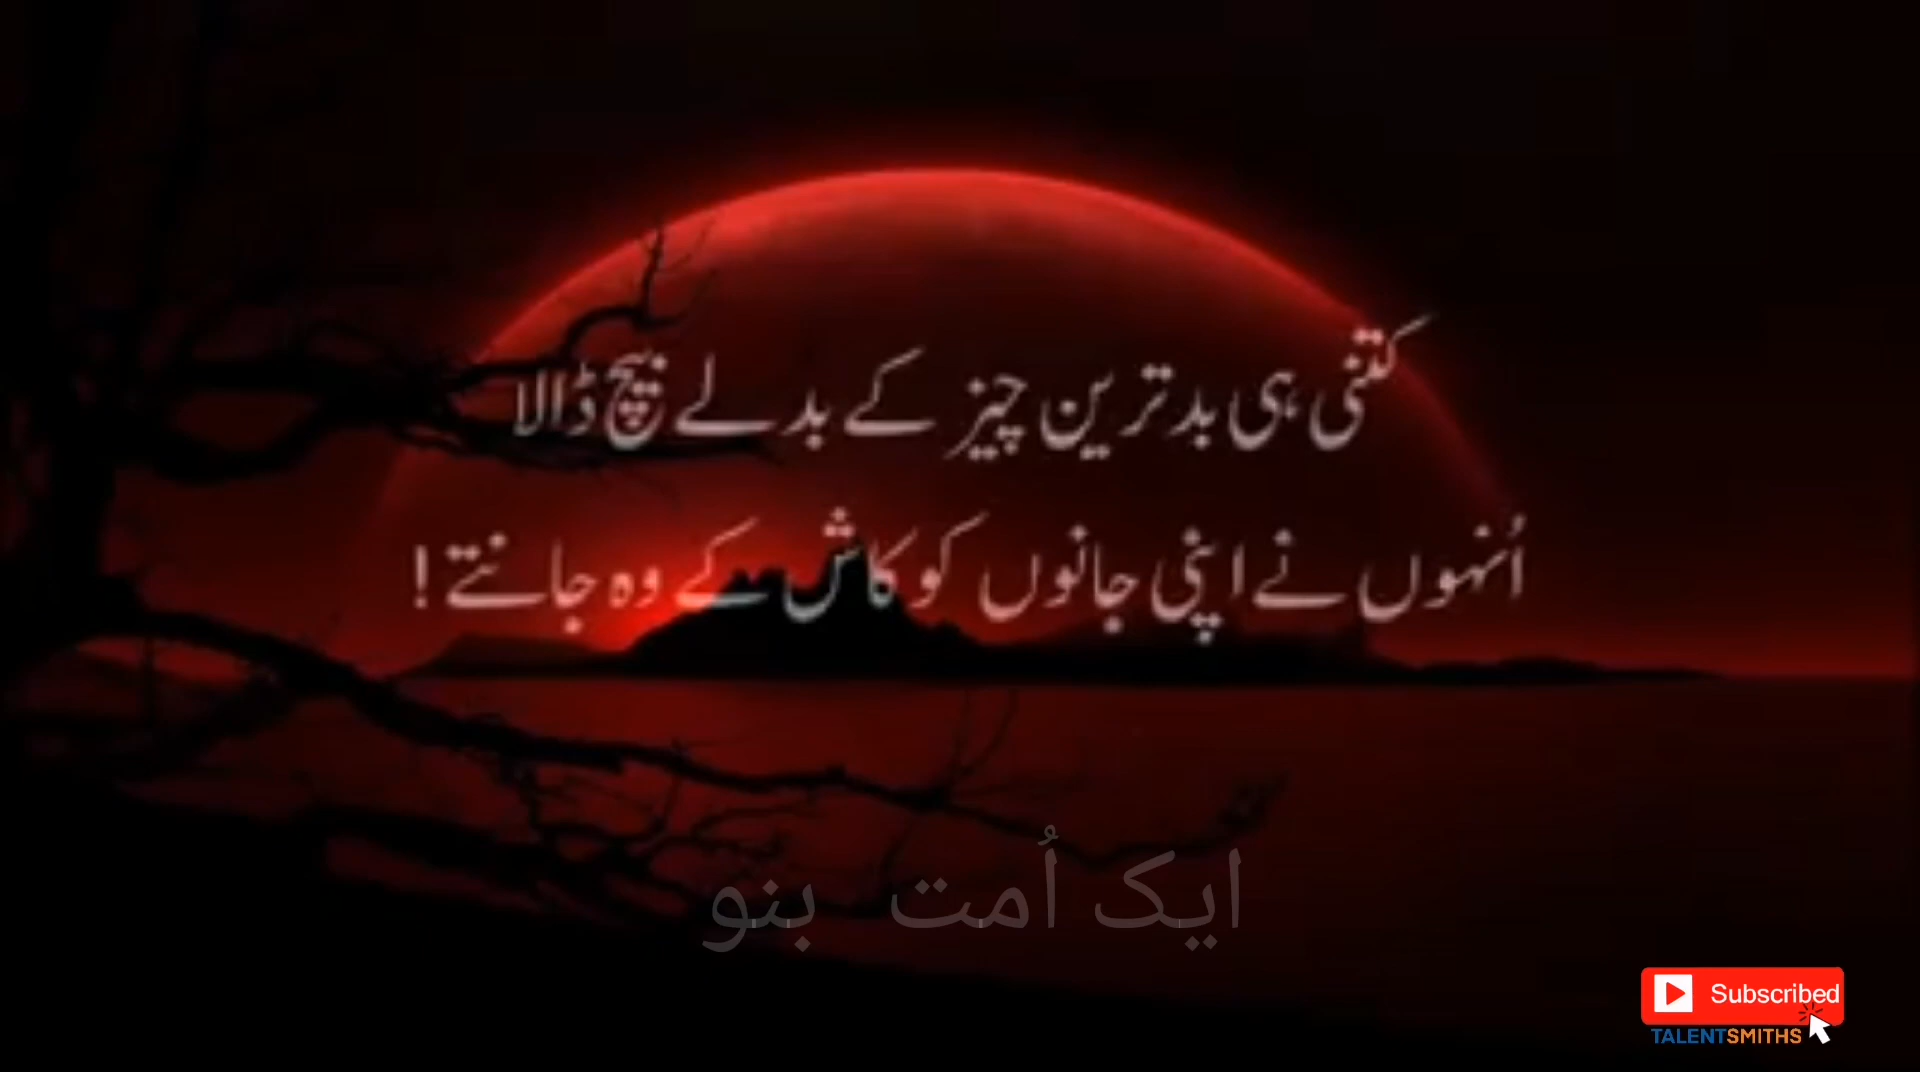 کتنی ہی بدترین چیز کے بدلے بیچ ڈالا
اُنہوں نے اپنی جانوں کو کاش کے وہ جانتے!
ایک اُمت بنو
Subscribed
TALENTSMITHS